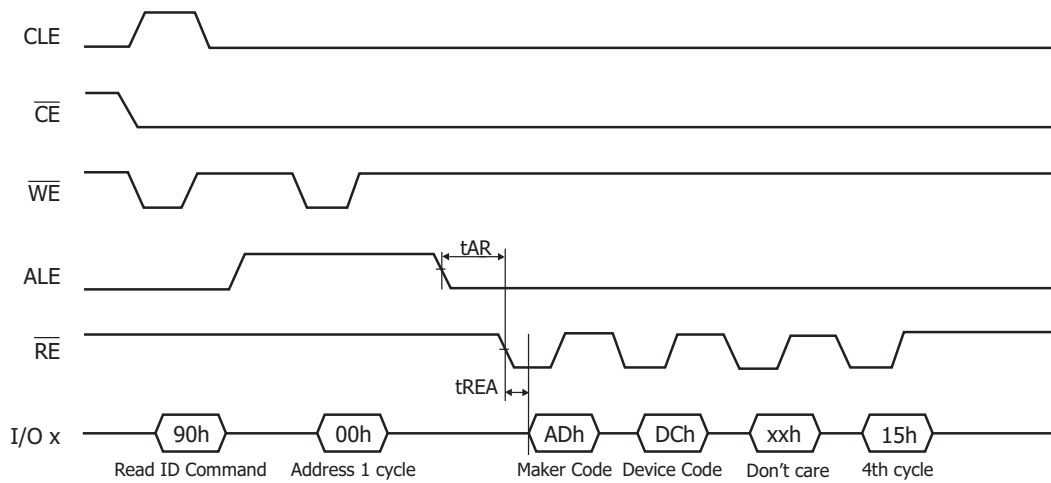 CLE
CE
WE
tAR
ALE
RE
tREA
I/O x 90h 00h ADh DCh xxh 15h
Read ID Command Address 1 cycle Maker Code Device Code Don't care 4th cycle